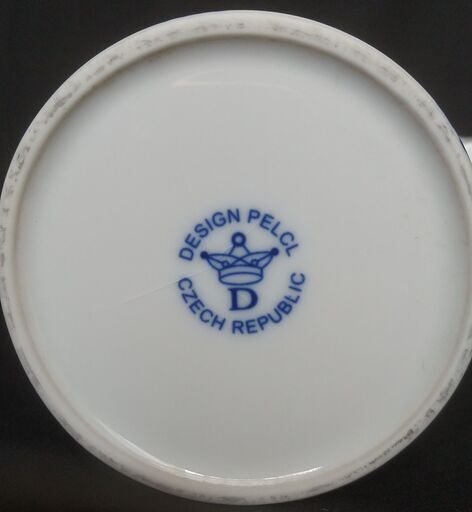 DESIGN PELCL
D
CZECH REPUBLIC